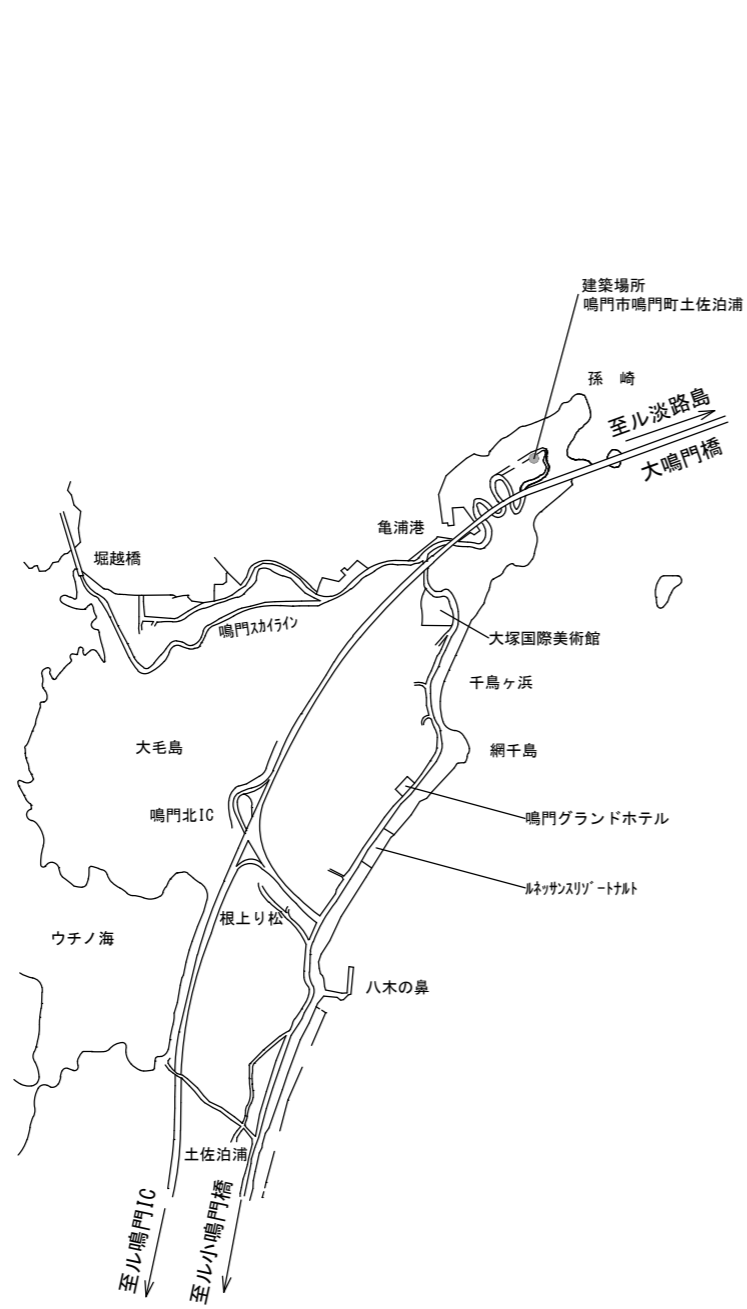 建築場所
鳴門市鳴門町土佐泊浦
孫　崎
至ル淡路島
大鳴門橋
亀浦港
堀越橋
鳴門ｽｶｲﾗｲﾝ
大塚国際美術館
千鳥ヶ浜
大毛島
網干島
鳴門北IC
鳴門グランドホテル
ﾙﾈｯｻﾝｽﾘｿﾞｰﾄﾅﾙﾄ
根上り松
ウチノ海
八木の鼻
土佐泊浦
至ル鳴門IC
至ル小鳴門橋